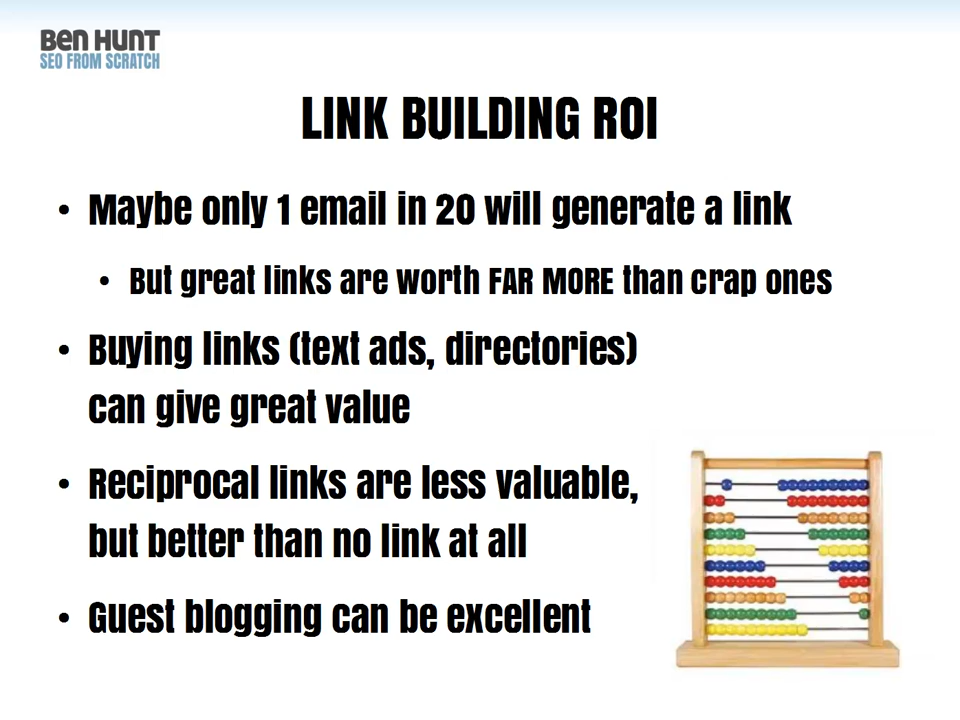 Ben Hunt
SEO FROM SCRATCH
LINK BUILDING ROI
• Maybe only 1 email in 20 will generate a link
• But great links are worth FAR MORE than crap ones
• Buying links (text ads, directories)
can give great value
• Reciprocal links are less valuable,
but better than no link at all
• Guest blogging can be excellent